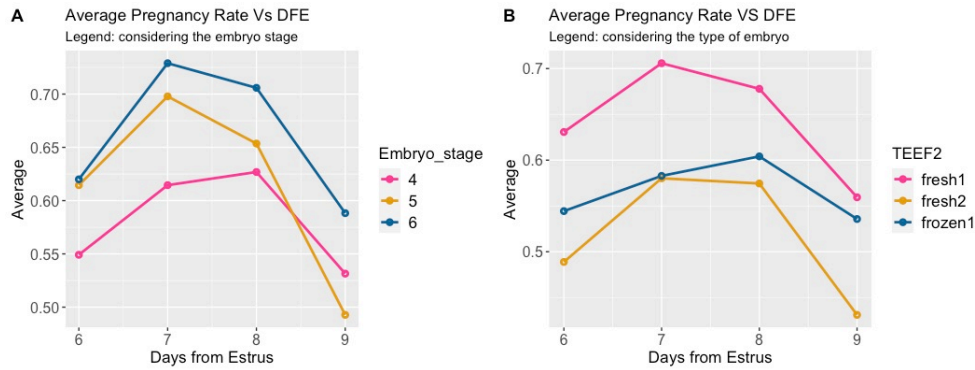 A
Average Pregnancy Rate Vs DFE
Legend: considering the embryo stage
Average
0.70
0.65
0.60
0.55
0.50
6 7 8 9
Days from Estrus
Embryo_stage
4
5
6
B
Average Pregnancy Rate VS DFE
Legend: considering the type of embryo
Average
0.7
0.6
0.5
6 7 8 9
Days from Estrus
TEEF2
fresh1
fresh2
frozen1